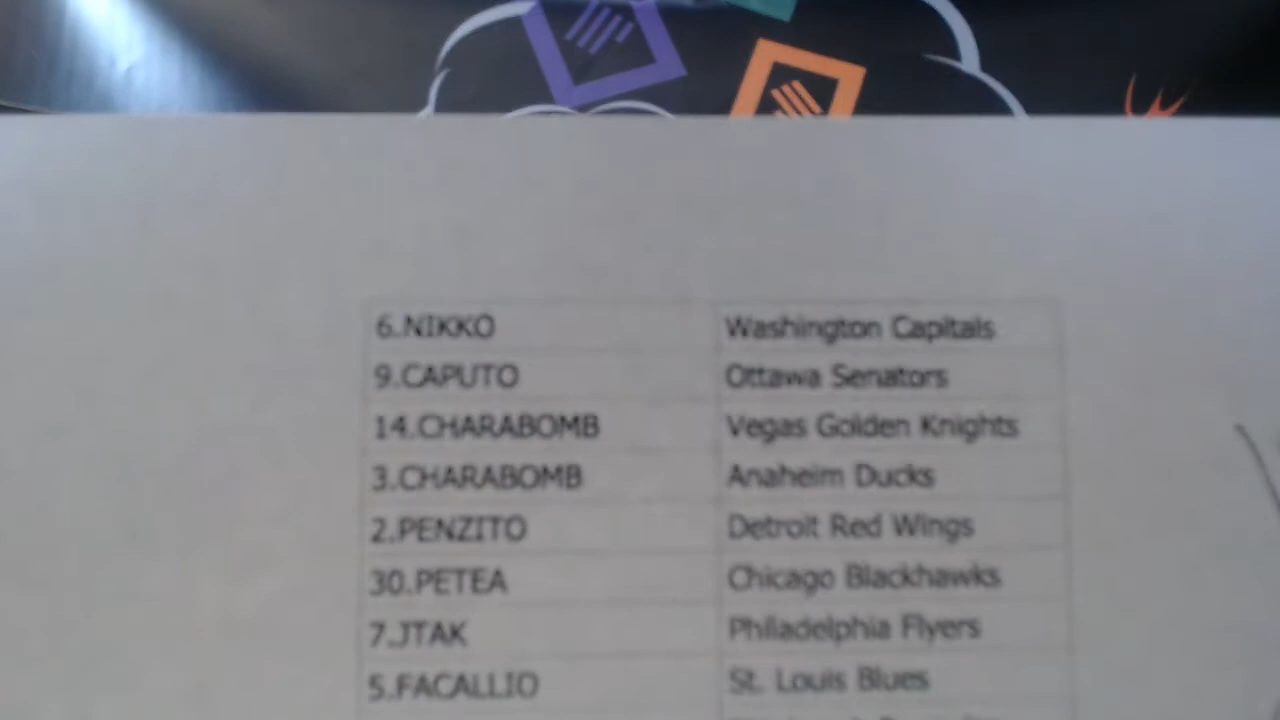 6.NIKKO Washington Capitals
9.CAPUTO Ottawa Senators
14.CHARABOMB Vegas Golden Knights
3.CHARABOMB Anaheim Ducks
2.PENZITO Detroit Red Wings
30.PETEA Chicago Blackhawks
7.JTAK Philadelphia Flyers
5.FACALLIO St. Louis Blues